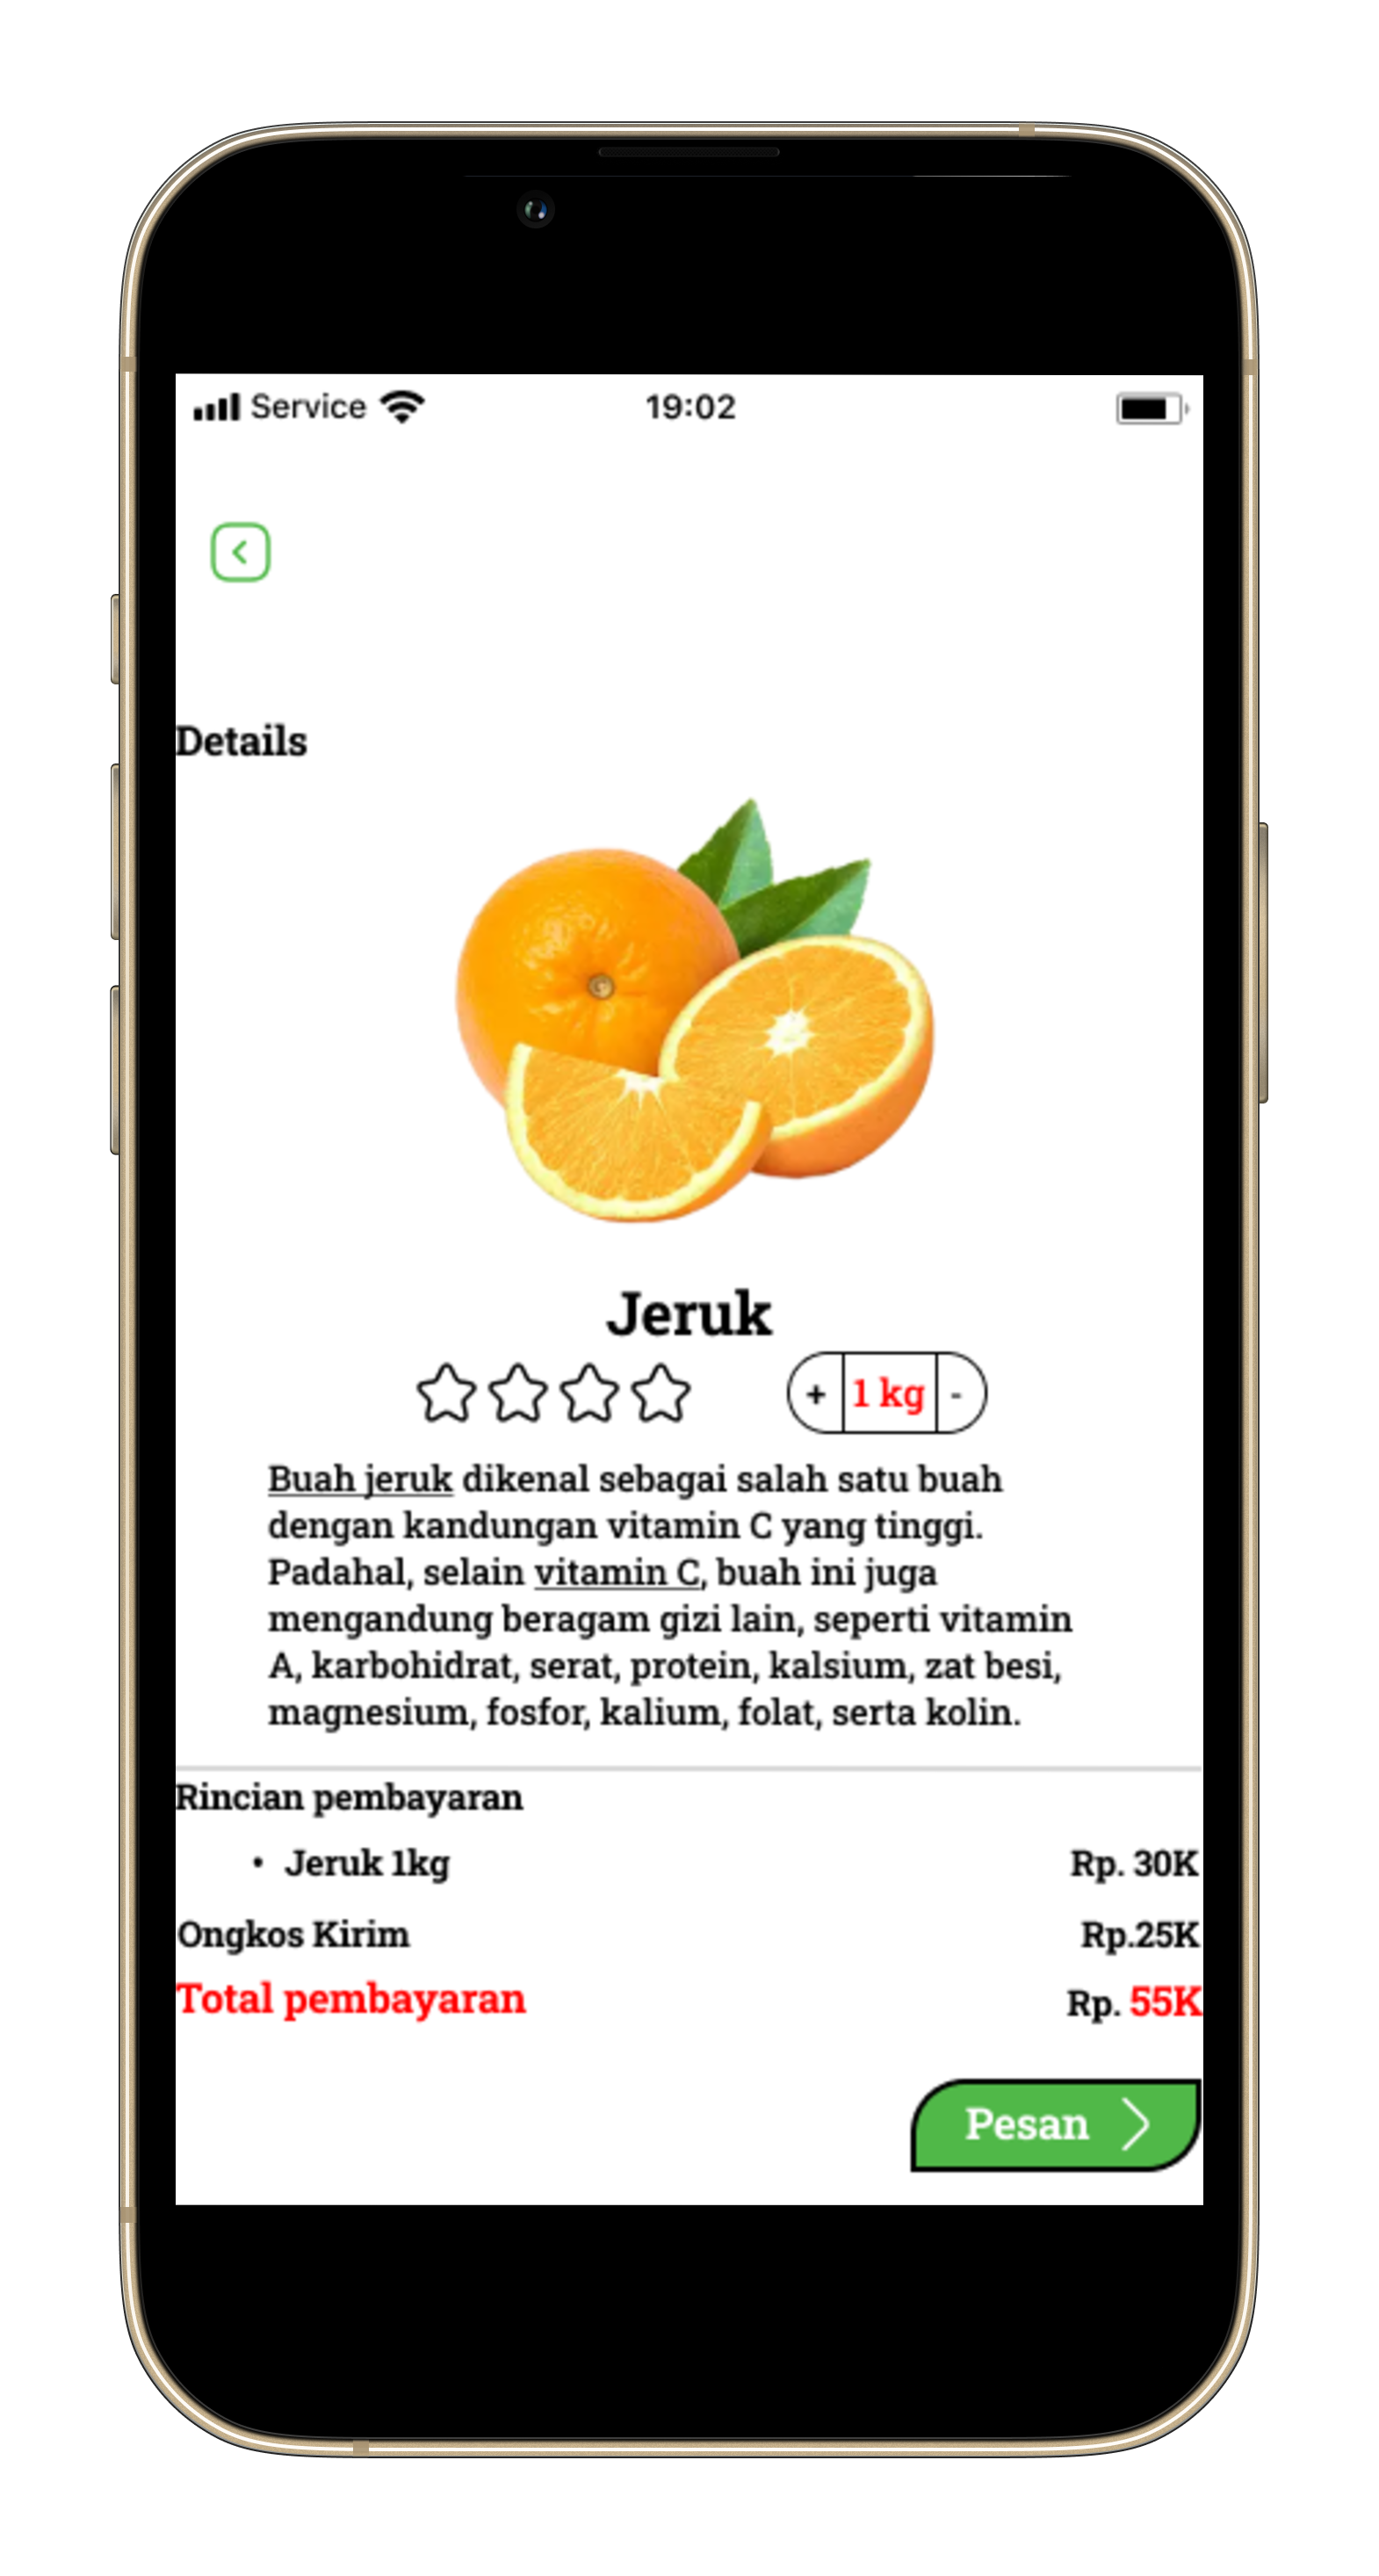 Service 19:02
Details
Jeruk
+ 1 kg -
Buah jeruk dikenal sebagai salah satu buah
dengan kandungan vitamin C yang tinggi.
Padahal, selain vitamin C, buah ini juga
mengandung beragam gizi lain, seperti vitamin
A, karbohidrat, serat, protein, kalsium, zat besi,
magnesium, fosfor, kalium, folat, serta kolin.
Rincian pembayaran
• Jeruk 1kg Rp. 30K
Ongkos Kirim Rp.25K
Total pembayaran Rp. 55K
Pesan